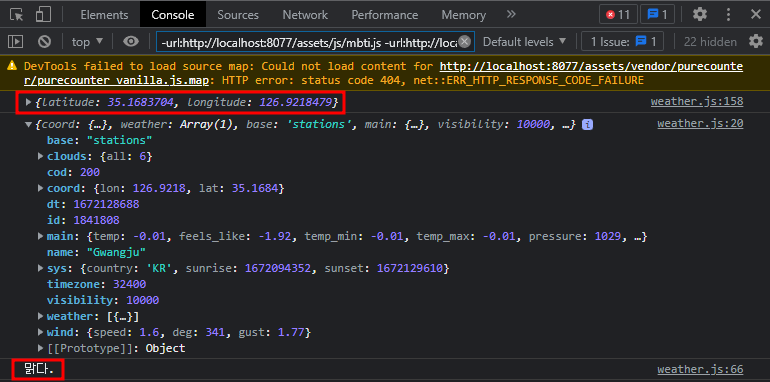 Elements Console Sources Network Performance Memory » 11 1
top ▼ -url:http://localhost:8077/assets/js/mbti.js -url:http://loc Default levels ▼ 1 Issue: 1 22 hidden
DevTools failed to load source map: Could not load content for http://localhost:8077/assets/vendor/purecounte
r/purecounter_vanilla.js.map: HTTP error: status code 404, net::ERR_HTTP_RESPONSE_CODE_FAILURE
▶ {latitude: 35.1683704, longitude: 126.9218479} weather.js:158
▼ {coord: {…}, weather: Array(1), base: 'stations', main: {…}, visibility: 10000, …} i weather.js:20
base: "stations"
▶ clouds: {all: 6}
cod: 200
▶ coord: {lon: 126.9218, lat: 35.1684}
dt: 1672128688
id: 1841808
▶ main: {temp: -0.01, feels_like: -1.92, temp_min: -0.01, temp_max: -0.01, pressure: 1029, …}
name: "Gwangju"
▶ sys: {country: 'KR', sunrise: 1672094352, sunset: 1672129610}
timezone: 32400
visibility: 10000
▶ weather: [{…}]
▶ wind: {speed: 1.6, deg: 341, gust: 1.77}
▶ [[Prototype]]: Object
맑다. weather.js:66